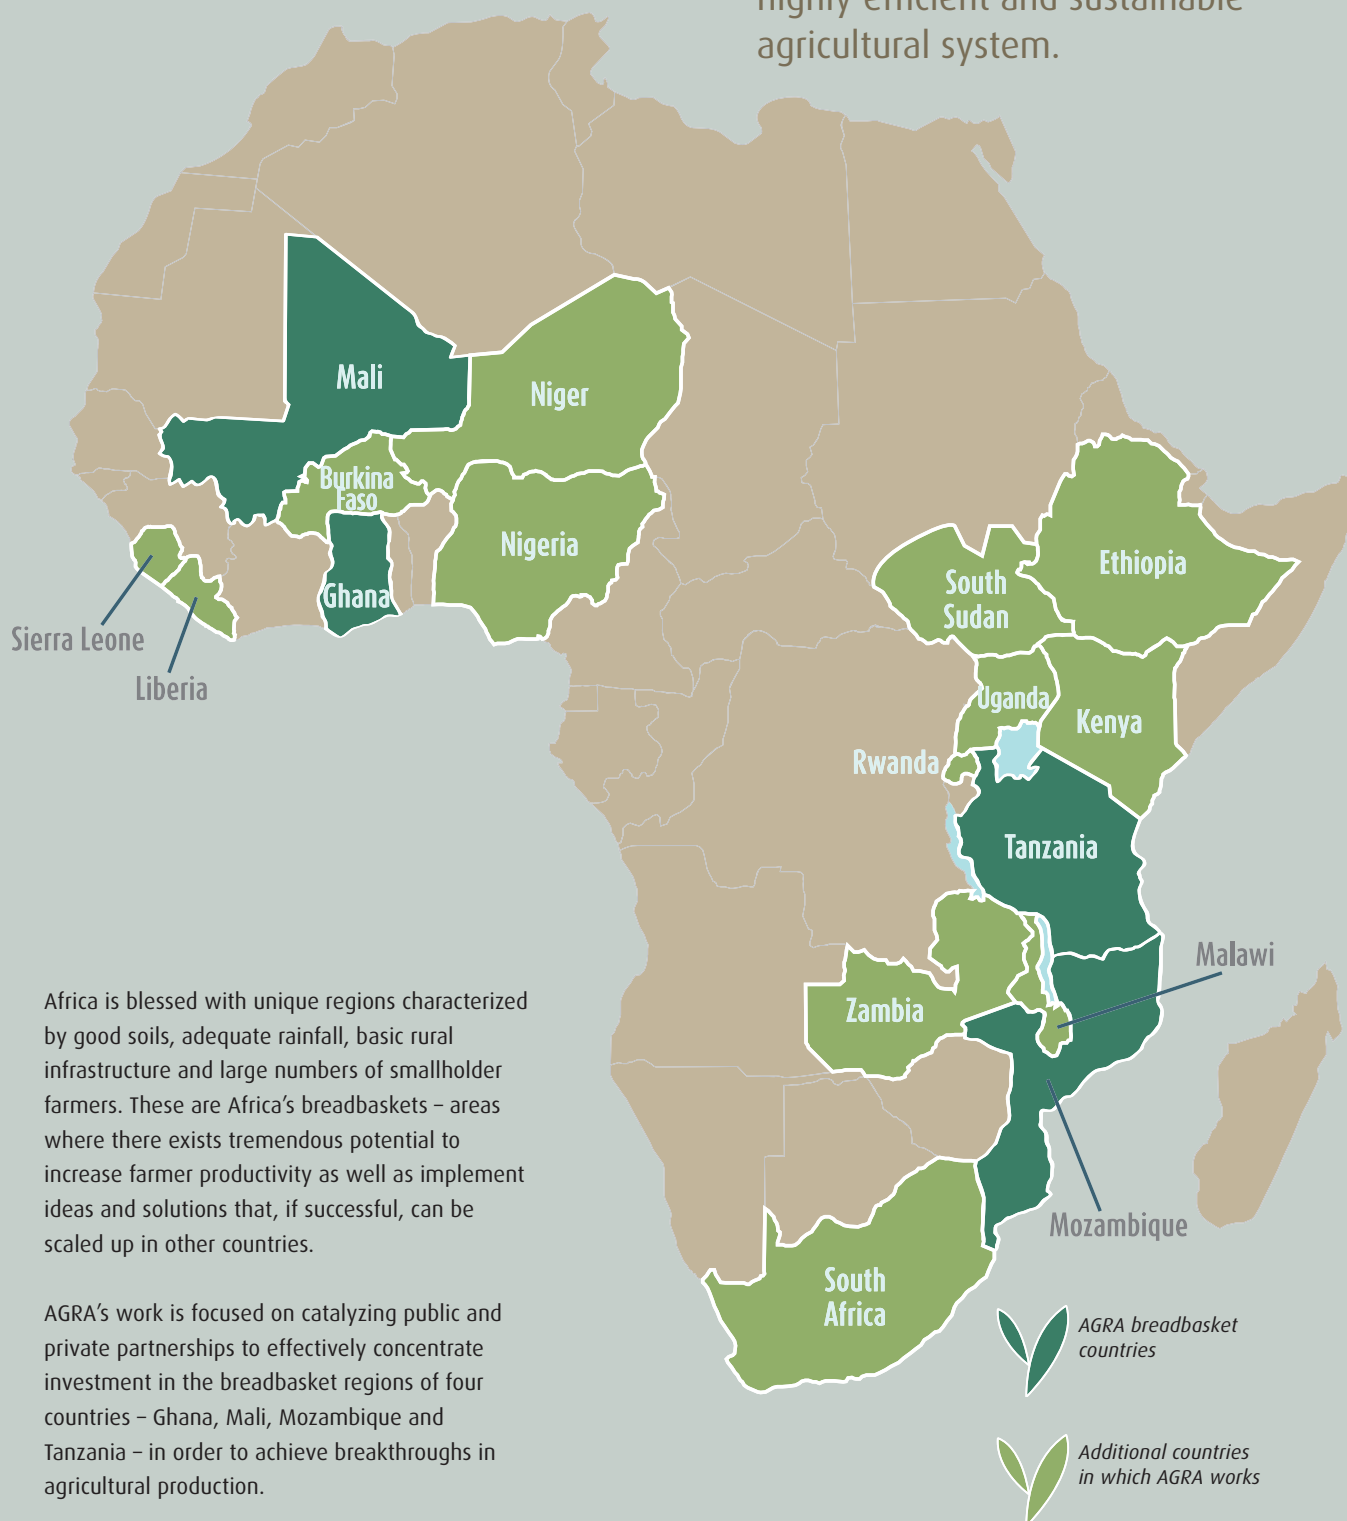 highly efficient and sustainable
agricultural system.
Mali
Niger
Burkina
Faso
Nigeria
Ghana
Sierra Leone
Liberia
Ethiopia
South
Sudan
Uganda
Kenya
Rwanda
Tanzania
Malawi
Zambia
Mozambique
South
Africa
Africa is blessed with unique regions characterized
by good soils, adequate rainfall, basic rural
infrastructure and large numbers of smallholder
farmers. These are Africa’s breadbaskets – areas
where there exists tremendous potential to
increase farmer productivity as well as implement
ideas and solutions that, if successful, can be
scaled up in other countries.
AGRA’s work is focused on catalyzing public and
private partnerships to effectively concentrate
investment in the breadbasket regions of four
countries – Ghana, Mali, Mozambique and
Tanzania – in order to achieve breakthroughs in
agricultural production.
AGRA breadbasket
countries
Additional countries
in which AGRA works